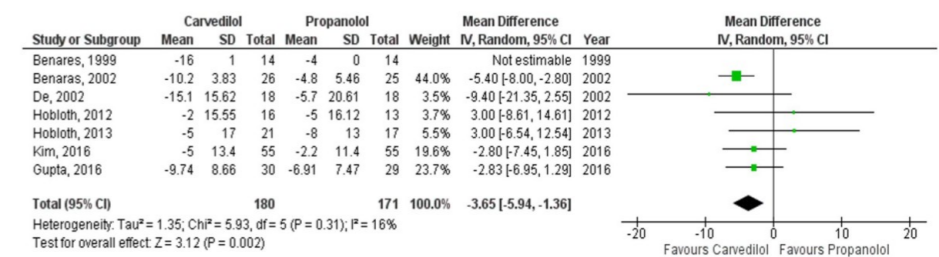 Carvedilol Propanolol Mean Difference Mean Difference
Study or Subgroup Mean SD Total Mean SD Total Weight IV, Random, 95% CI Year IV, Random, 95% CI
Benares, 1999 -16 1 14 -4 0 14 Not estimable 1999
Benaras, 2002 -10.2 3.83 26 -4.8 5.46 25 44.0% -5.40 [-8.00, -2.80] 2002
De, 2002 -15.1 15.62 18 -5.7 20.61 18 3.5% -9.40 [-21.35, 2.55] 2002
Hobloth, 2012 -2 15.55 16 -5 16.12 13 3.7% 3.00 [-8.61, 14.61] 2012
Hobloth, 2013 -5 17 21 -8 13 17 5.4% 3.00 [-6.54, 12.54] 2013
Kim, 2016 -5 13.4 55 -2.2 11.4 55 19.6% -2.80 [-7.45, 1.85] 2016
Gupta, 2016 -9.74 8.66 30 -6.91 7.47 29 23.7% -2.83 [-6.95, 1.29] 2016
Total (95% CI) 180 171 100.0% -3.65 [-5.94, -1.36]
Heterogeneity: Tau² = 1.35; Chi² = 5.93, df = 5 (P = 0.31); I² = 16%
Test for overall effect: Z = 3.12 (P = 0.002)
-20 -10 0 10 20
Favours Carvedilol Favours Propanolol